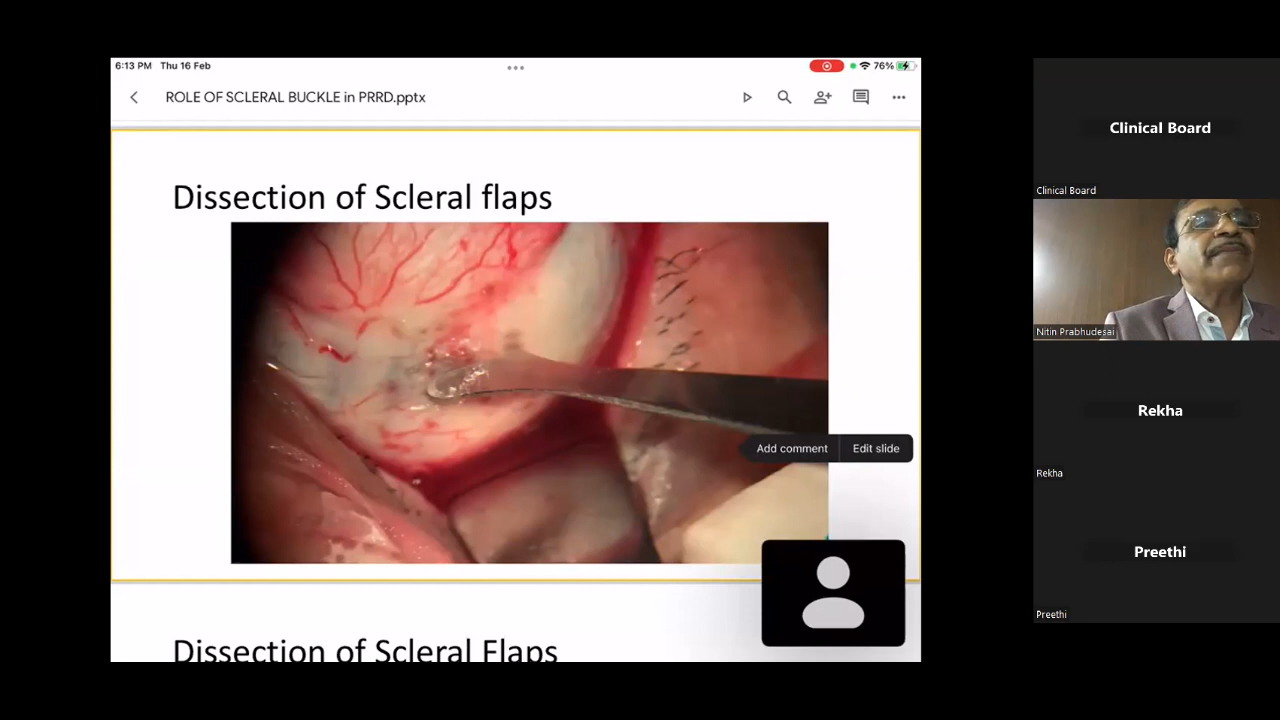 6:13 PM Thu 16 Feb
76%
ROLE OF SCLERAL BUCKLE in PRRD.pptx
Dissection of Scleral flaps
Add comment
Edit slide
Dissection of Scleral Flaps
Clinical Board
Clinical Board
Nitin Prabhudesai
Rekha
Rekha
Preethi
Preethi